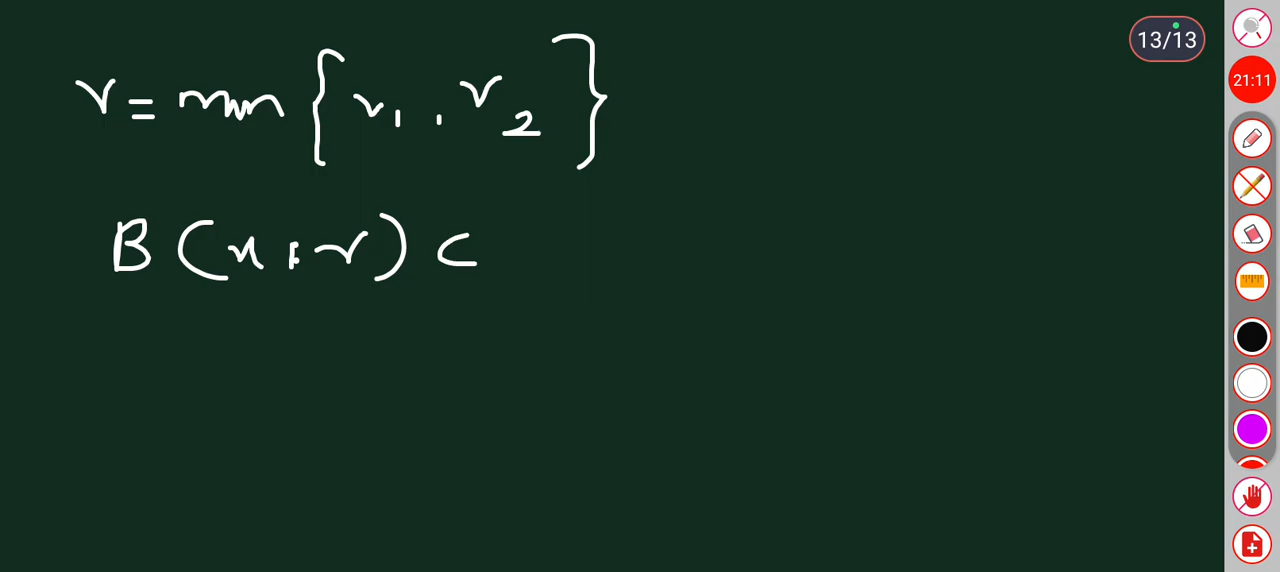 13/13
21:11
r = min { r1, r2 }
B(x, r) ⊂